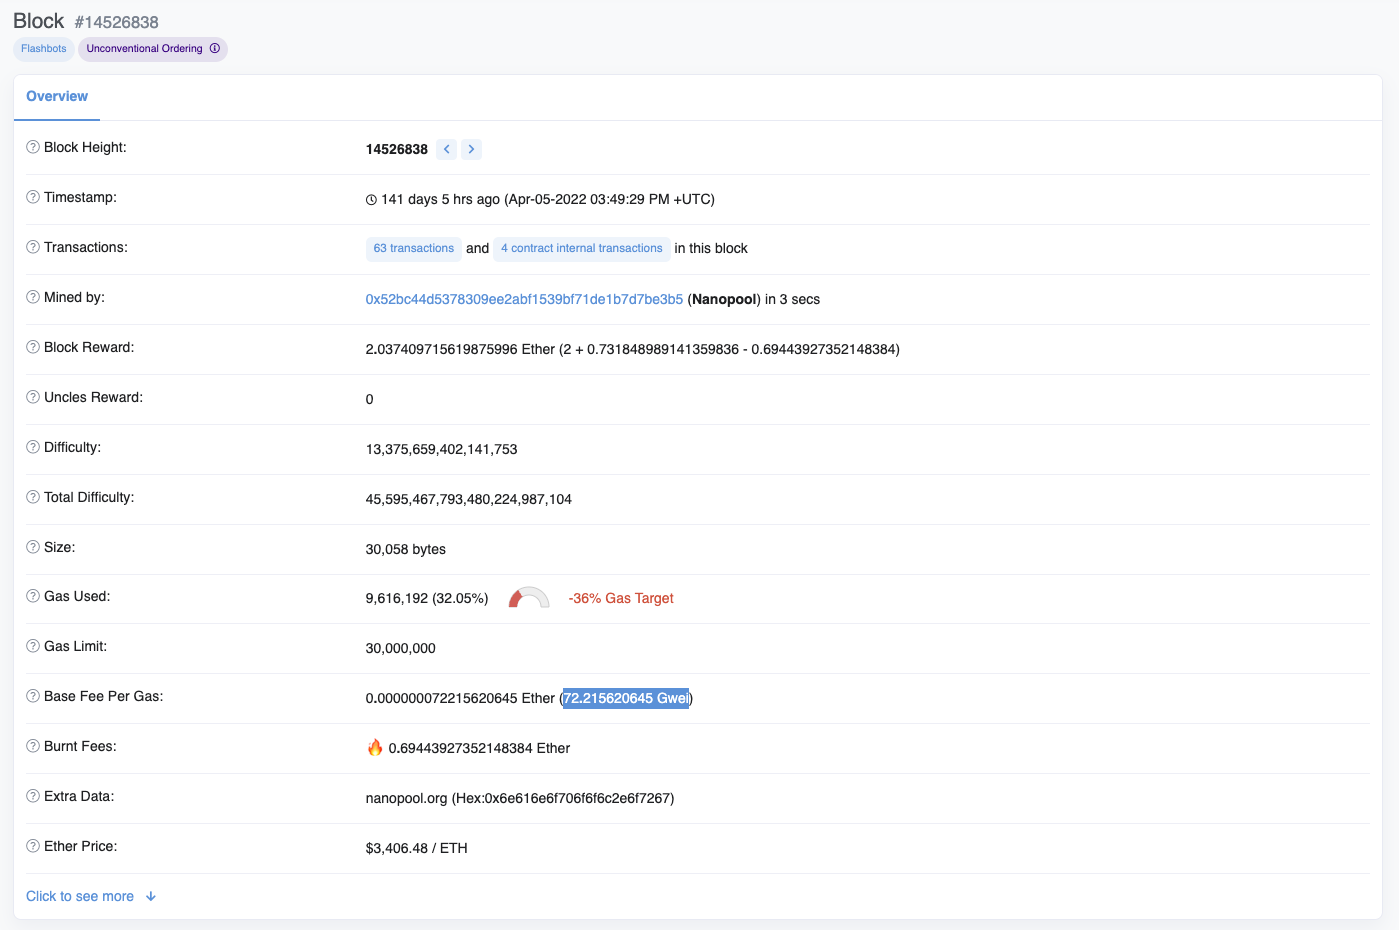 Block #14526838
Flashbots Unconventional Ordering
Overview
Block Height: 14526838
Timestamp: 141 days 5 hrs ago (Apr-05-2022 03:49:29 PM +UTC)
Transactions: 63 transactions and 4 contract internal transactions in this block
Mined by: 0x52bc44d5378309ee2abf1539bf71de1b7d7be3b5 (Nanopool) in 3 secs
Block Reward: 2.037409715619875996 Ether (2 + 0.731848989141359836 - 0.69443927352148384)
Uncles Reward: 0
Difficulty: 13,375,659,402,141,753
Total Difficulty: 45,595,467,793,480,224,987,104
Size: 30,058 bytes
Gas Used: 9,616,192 (32.05%) -36% Gas Target
Gas Limit: 30,000,000
Base Fee Per Gas: 0.000000072215620645 Ether (72.215620645 Gwei)
Burnt Fees: 🔥 0.69443927352148384 Ether
Extra Data: nanopool.org (Hex:0x6e616e6f706f6f6c2e6f7267)
Ether Price: $3,406.48 / ETH
Click to see more